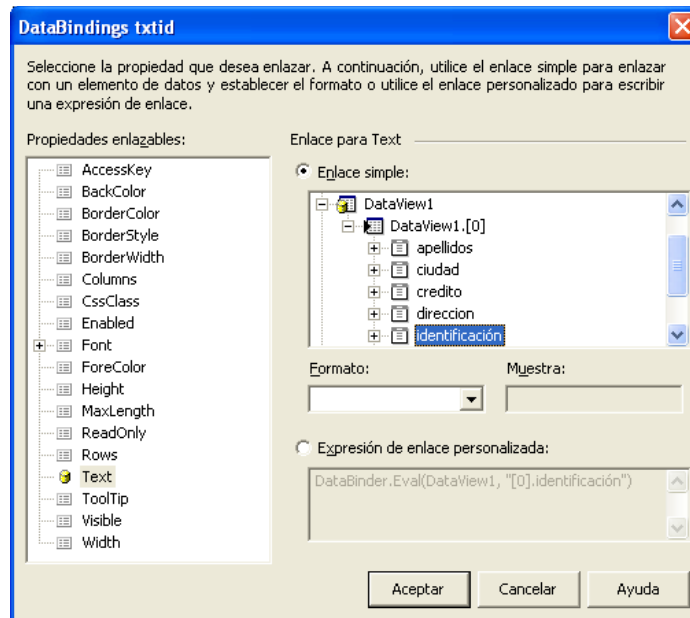 DataBindings txtid
Seleccione la propiedad que desea enlazar. A continuación, utilice el enlace simple para enlazar
con un elemento de datos y establecer el formato o utilice el enlace personalizado para escribir
una expresión de enlace.
Propiedades enlazables:
AccessKey
BackColor
BorderColor
BorderStyle
BorderWidth
Columns
CssClass
Enabled
Font
ForeColor
Height
MaxLength
ReadOnly
Rows
Text
ToolTip
Visible
Width
Enlace para Text
Enlace simple:
DataView1
DataView1.[0]
apellidos
ciudad
credito
direccion
identificación
Formato:
Muestra:
Expresión de enlace personalizada:
DataBinder.Eval(DataView1, "[0].identificación")
Aceptar
Cancelar
Ayuda